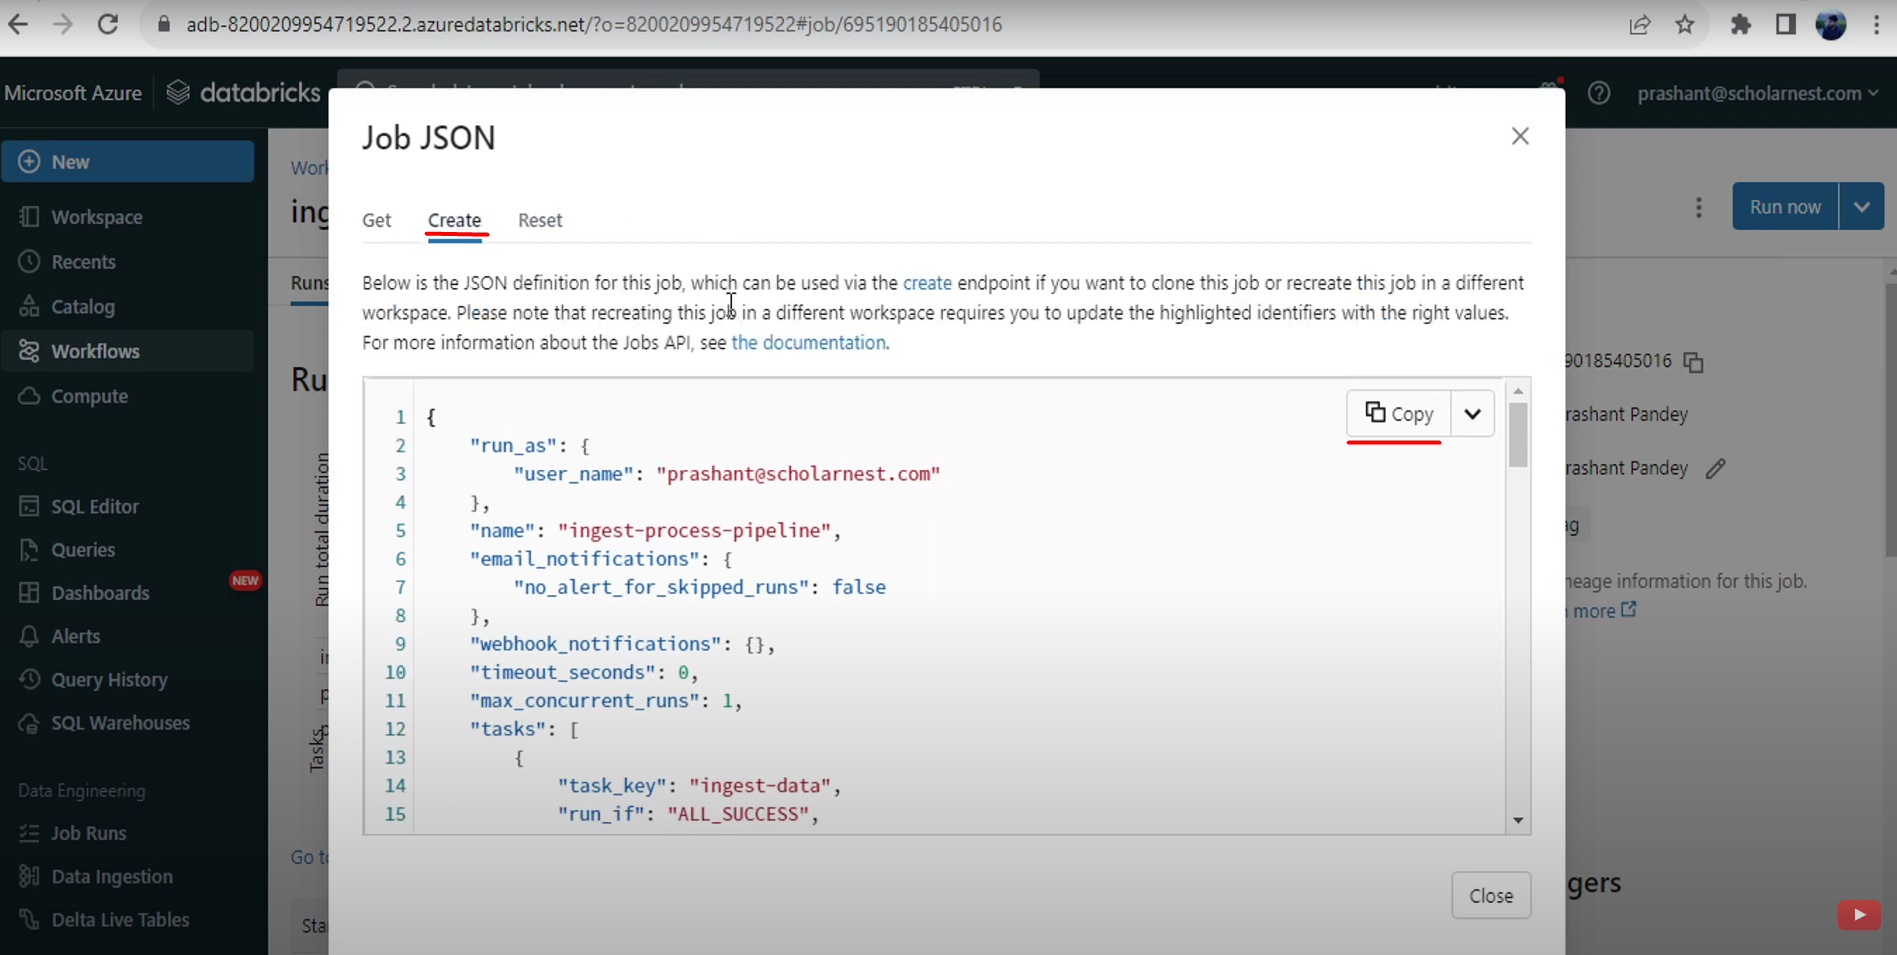 adb-8200209954719522.2.azuredatabricks.net/?o=8200209954719522#job/695190185405016
Microsoft Azure
databricks
prashant@scholarnest.com
New
Workspace
Recents
Catalog
Workflows
Compute
SQL
SQL Editor
Queries
Dashboards
NEW
Alerts
Query History
SQL Warehouses
Data Engineering
Job Runs
Data Ingestion
Delta Live Tables
Work
ing
Runs
Ru
Run total duration
Tasks
Go to
Sta
Job JSON
Get
Create
Reset
Below is the JSON definition for this job, which can be used via the create endpoint if you want to clone this job or recreate this job in a different
workspace. Please note that recreating this job in a different workspace requires you to update the highlighted identifiers with the right values.
For more information about the Jobs API, see the documentation.
Copy
1 {
2 "run_as": {
3 "user_name": "prashant@scholarnest.com"
4 },
5 "name": "ingest-process-pipeline",
6 "email_notifications": {
7 "no_alert_for_skipped_runs": false
8 },
9 "webhook_notifications": {},
10 "timeout_seconds": 0,
11 "max_concurrent_runs": 1,
12 "tasks": [
13 {
14 "task_key": "ingest-data",
15 "run_if": "ALL_SUCCESS",
Close
Run now
90185405016
rashant Pandey
rashant Pandey
ag
neage information for this job.
more
gers